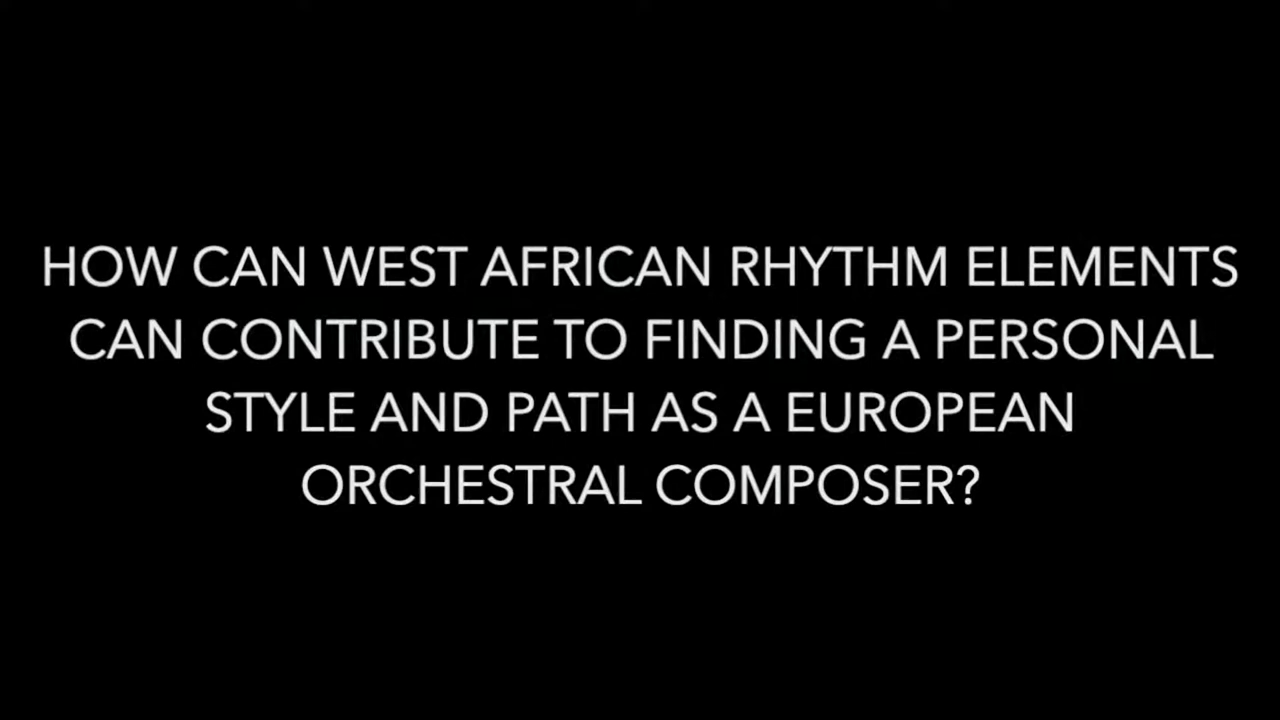 HOW CAN WEST AFRICAN RHYTHM ELEMENTS
CAN CONTRIBUTE TO FINDING A PERSONAL
STYLE AND PATH AS A EUROPEAN
ORCHESTRAL COMPOSER?